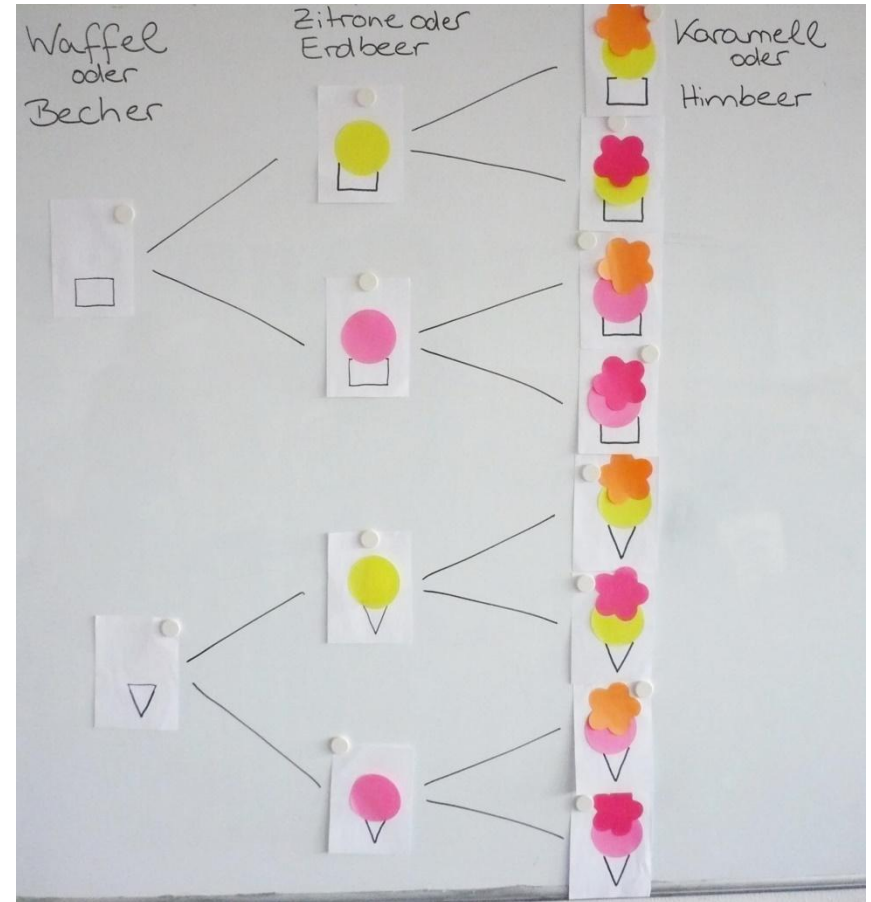 Waffel
oder
Becher
Zitrone oder
Erdbeer
Karamell
oder
Himbeer